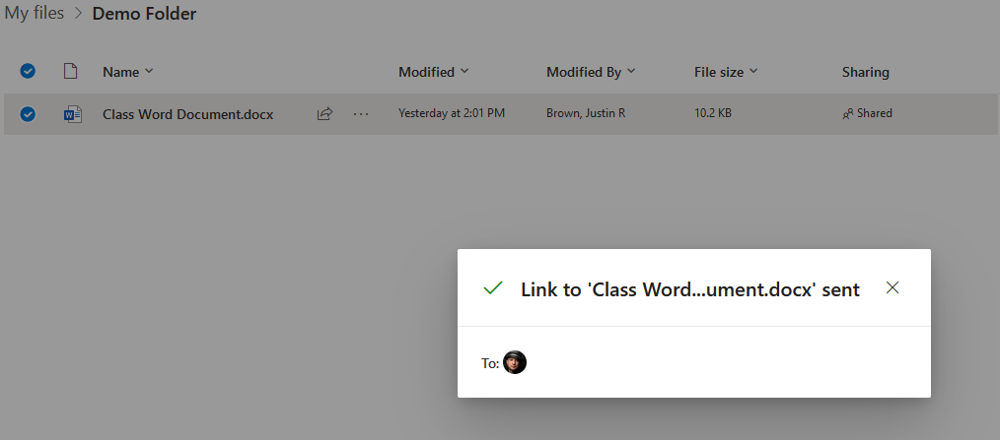 My files > Demo Folder
Name Modified Modified By File size Sharing
Class Word Document.docx ... Yesterday at 2:01 PM Brown, Justin R 10.2 KB Shared
Link to 'Class Word...ument.docx' sent
To: